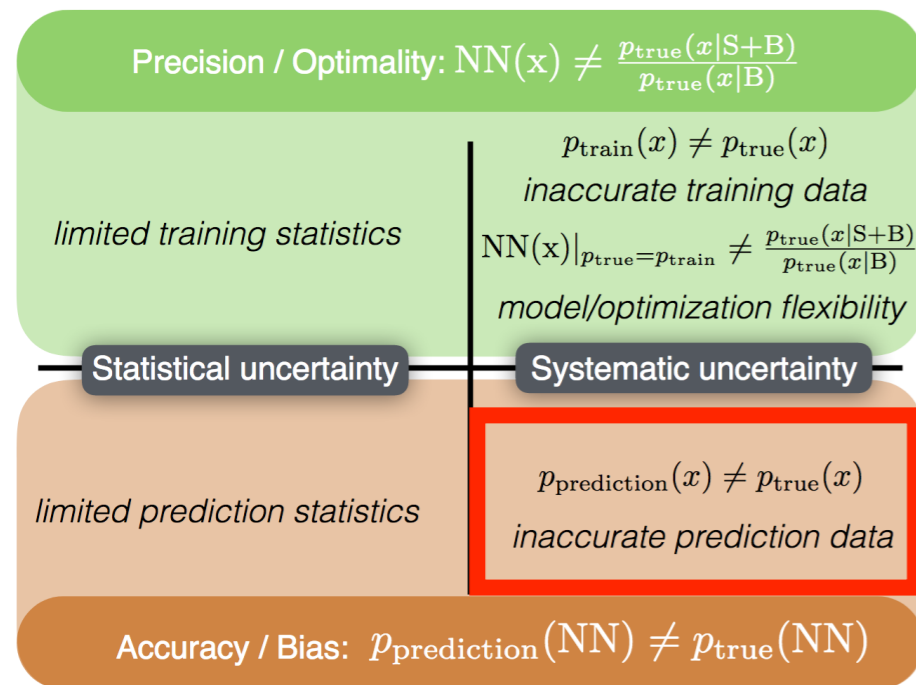 Precision / Optimality: NN(x) ≠ p_true(x|S+B) / p_true(x|B)
p_train(x) ≠ p_true(x)
inaccurate training data
limited training statistics
NN(x)|p_true=p_train ≠ p_true(x|S+B) / p_true(x|B)
model/optimization flexibility
Statistical uncertainty
Systematic uncertainty
limited prediction statistics
p_prediction(x) ≠ p_true(x)
inaccurate prediction data
Accuracy / Bias: p_prediction(NN) ≠ p_true(NN)